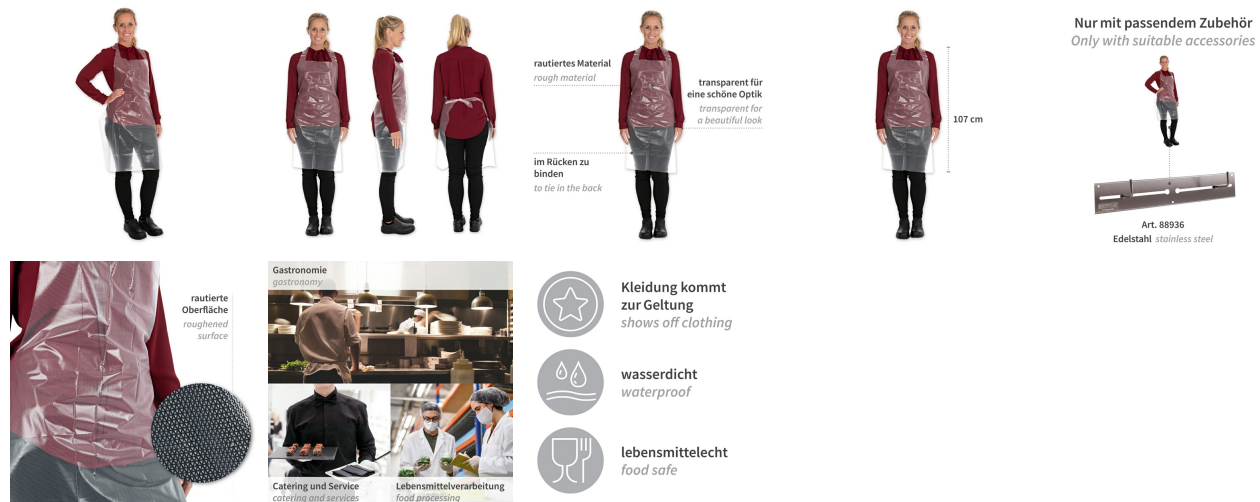 rautiertes Material
rough material
transparent für
eine schöne Optik
transparent for
a beautiful look
im Rücken zu
binden
to tie in the back
107 cm
Nur mit passendem Zubehör
Only with suitable accessories
Art. 88936
Edelstahl stainless steel
rautierte
Oberfläche
roughened
surface
Gastronomie
gastronomy
Catering und Service
catering and services
Lebensmittelverarbeitung
food processing
Kleidung kommt
zur Geltung
shows off clothing
wasserdicht
waterproof
lebensmittelecht
food safe